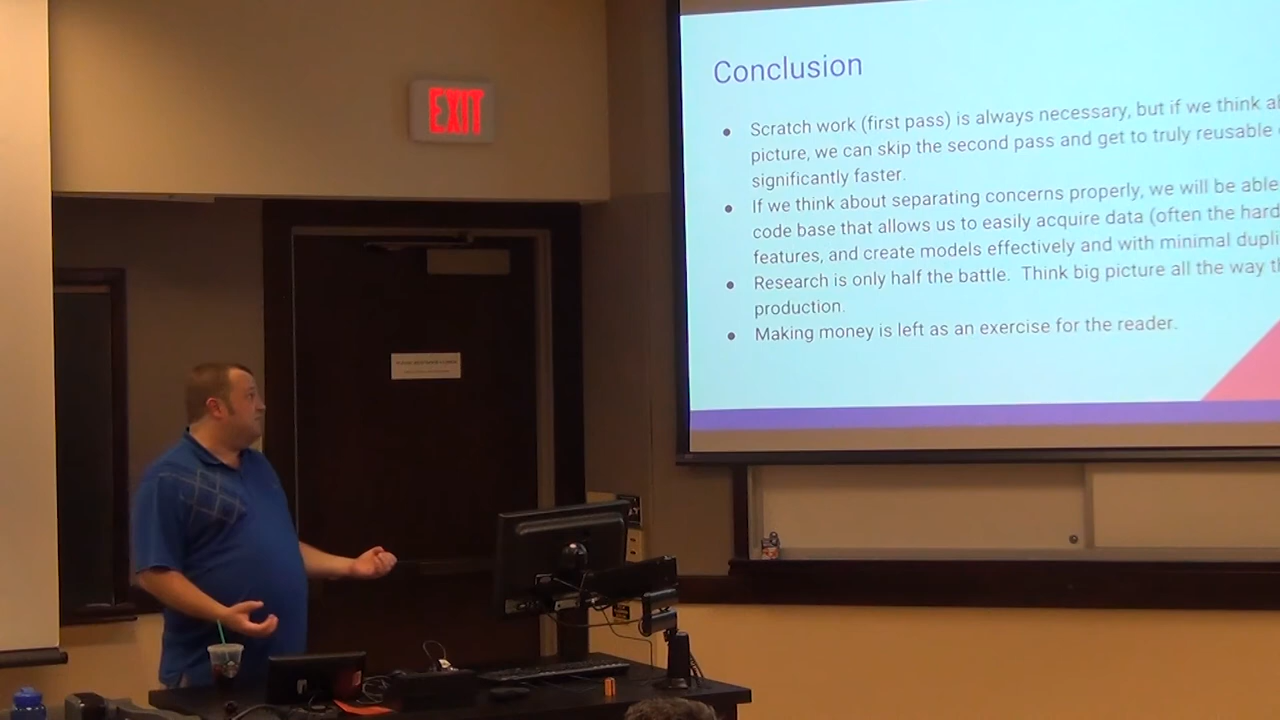 EXIT
Conclusion
Scratch work (first pass) is always necessary, but if we think
picture, we can skip the second pass and get to truly reusable
significantly faster.
If we think about separating concerns properly, we will be able
code base that allows us to easily acquire data (often the hard
features, and create models effectively and with minimal dupli
Research is only half the battle. Think big picture all the way
production.
Making money is left as an exercise for the reader.